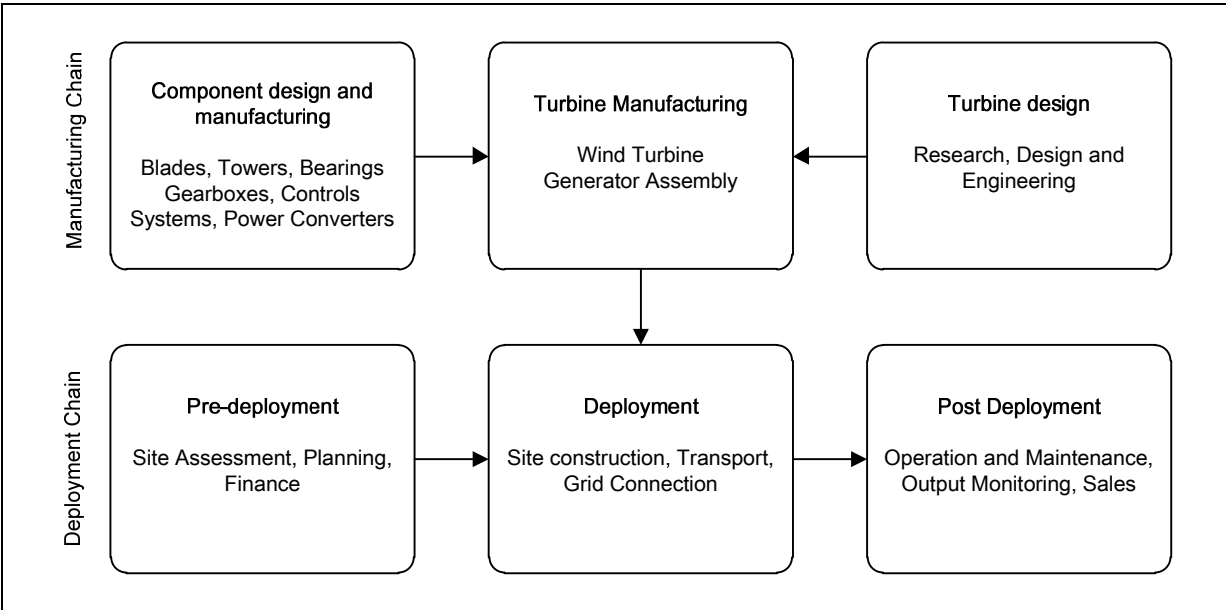 Manufacturing Chain
Component design and
manufacturing
Blades, Towers, Bearings
Gearboxes, Controls
Systems, Power Converters
Turbine Manufacturing
Wind Turbine
Generator Assembly
Turbine design
Research, Design and
Engineering
Deployment Chain
Pre-deployment
Site Assessment, Planning,
Finance
Deployment
Site construction, Transport,
Grid Connection
Post Deployment
Operation and Maintenance,
Output Monitoring, Sales